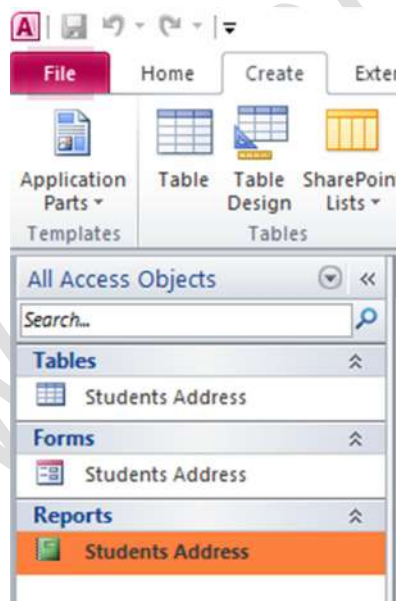 A
File Home Create Exter
Application Parts Table Table Design SharePoin Lists
Templates Tables
All Access Objects
Search...
Tables
Students Address
Forms
Students Address
Reports
Students Address